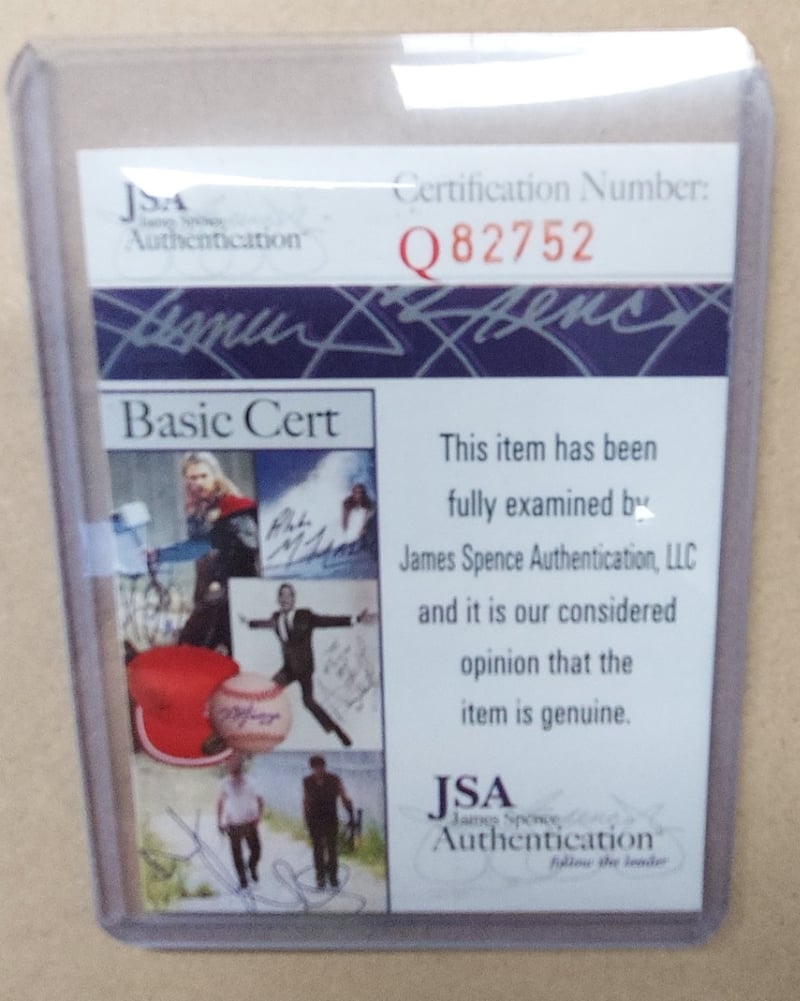 JSA
James Spence
Authentication
Certification Number:
Q82752
Basic Cert
This item has been
fully examined by
James Spence Authentication, LLC
and it is our considered
opinion that the
item is genuine.
JSA
James Spence
Authentication
follow the leader